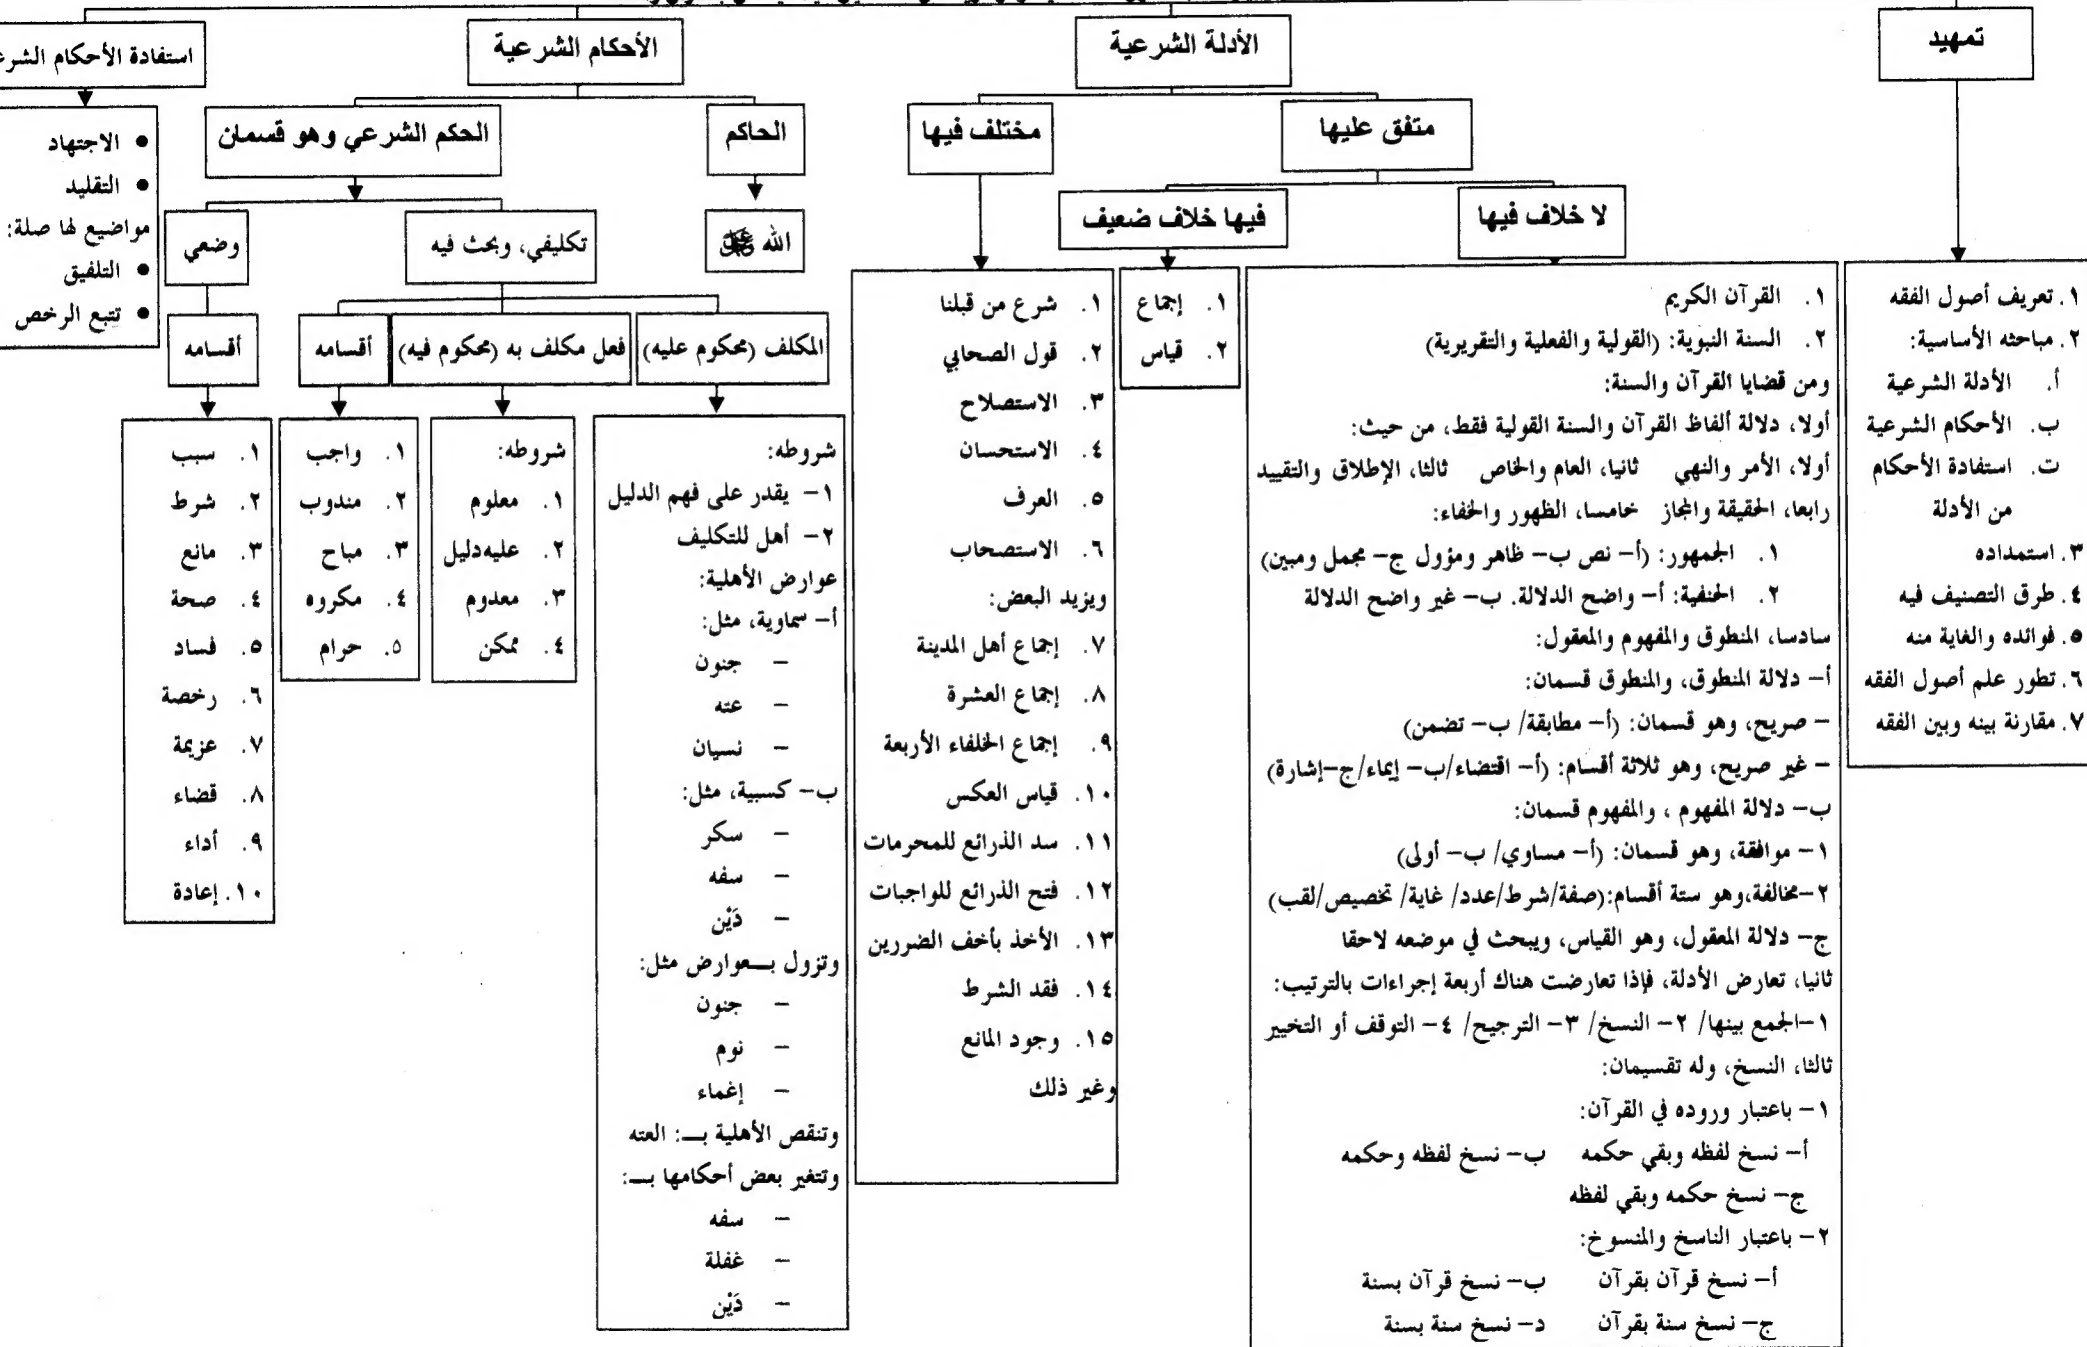 تمهيد
١. تعريف أصول الفقه
٢. مباحثه الأساسية:
أ. الأدلة الشرعية
ب. الأحكام الشرعية
ت. استفادة الأحكام
من الأدلة
٣. استمداده
٤. طرق التصنيف فيه
٥. فوائده والغاية منه
٦. تطور علم أصول الفقه
٧. مقارنة بينه وبين الفقه
الأدلة الشرعية
متفق عليها
لا خلاف فيها
١. القرآن الكريم
٢. السنة النبوية: (القولية والفعلية والتقريرية)
ومن قضايا القرآن والسنة:
أولا، دلالة ألفاظ القرآن والسنة القولية فقط، من حيث:
أولا، الأمر والنهي ثانيا، العام والخاص ثالثا، الإطلاق والتقييد
رابعا، الحقيقة والمجاز خامسا، الظهور والخفاء:
١. الجمهور: (أ- نص ب- ظاهر ومؤول ج- مجمل ومبين)
٢. الحنفية: أ- واضح الدلالة. ب- غير واضح الدلالة
سادسا، المنطوق والمفهوم والمعقول:
أ- دلالة المنطوق، والمنطوق قسمان:
- صريح، وهو قسمان: (أ- مطابقة/ ب- تضمن)
- غير صريح، وهو ثلاثة أقسام: (أ- اقتضاء/ب- إيماء/ج-إشارة)
ب- دلالة المفهوم ، والمفهوم قسمان:
١- موافقة، وهو قسمان: (أ- مساوي/ ب- أولى)
٢-مخالفة،وهو ستة أقسام:(صفة/شرط/عدد/ غاية/ تخصيص/لقب)
ج- دلالة المعقول، وهو القياس، ويبحث في موضعه لاحقا
ثانيا، تعارض الأدلة، فإذا تعارضت هناك أربعة إجراءات بالترتيب:
١-الجمع بينها/ ٢- النسخ/ ٣- الترجيح/ ٤- التوقف أو التخيير
ثالثا، النسخ، وله تقسيمان:
١- باعتبار وروده في القرآن:
أ- نسخ لفظه وبقي حكمه ب- نسخ لفظه وحكمه
ج- نسخ حكمه وبقي لفظه
٢- باعتبار الناسخ والمنسوخ:
أ- نسخ قرآن بقرآن ب- نسخ قرآن بسنة
ج- نسخ سنة بقرآن د- نسخ سنة بسنة
فيها خلاف ضعيف
١. إجماع
٢. قياس
مختلف فيها
١. شرع من قبلنا
٢. قول الصحابي
٣. الاستصلاح
٤. الاستحسان
٥. العرف
٦. الاستصحاب
ويزيد البعض:
٧. إجماع أهل المدينة
٨. إجماع العشرة
٩. إجماع الخلفاء الأربعة
١٠. قياس العكس
١١. سد الذرائع للمحرمات
١٢. فتح الذرائع للواجبات
١٣. الأخذ بأخف الضررين
١٤. فقد الشرط
١٥. وجود المانع
وغير ذلك
الأحكام الشرعية
الحاكم
الله ﷻ
الحكم الشرعي وهو قسمان
تكليفي، وبحث فيه
المكلف (محكوم عليه)
شروطه:
١- يقدر على فهم الدليل
٢- أهل للتكليف
عوارض الأهلية:
أ- سماوية، مثل:
- جنون
- عته
- نسيان
ب- كسبية، مثل:
- سكر
- سفه
- دَيْن
وتزول بـعوارض مثل:
- جنون
- نوم
- إغماء
وتنقص الأهلية بـ: العته
وتتغير بعض أحكامها بـ:
- سفه
- غفلة
- دَيْن
فعل مكلف به (محكوم فيه)
شروطه:
١. معلوم
٢. عليه دليل
٣. معدوم
٤. ممكن
أقسامه
١. واجب
٢. مندوب
٣. مباح
٤. مكروه
٥. حرام
وضعي
أقسامه
١. سبب
٢. شرط
٣. مانع
٤. صحة
٥. فساد
٦. رخصة
٧. عزيمة
٨. قضاء
٩. أداء
١٠. إعادة
استفادة الأحكام
● الاجتهاد
● التقليد
مواضيع لها صلة:
● التلفيق
● تتبع الرخص